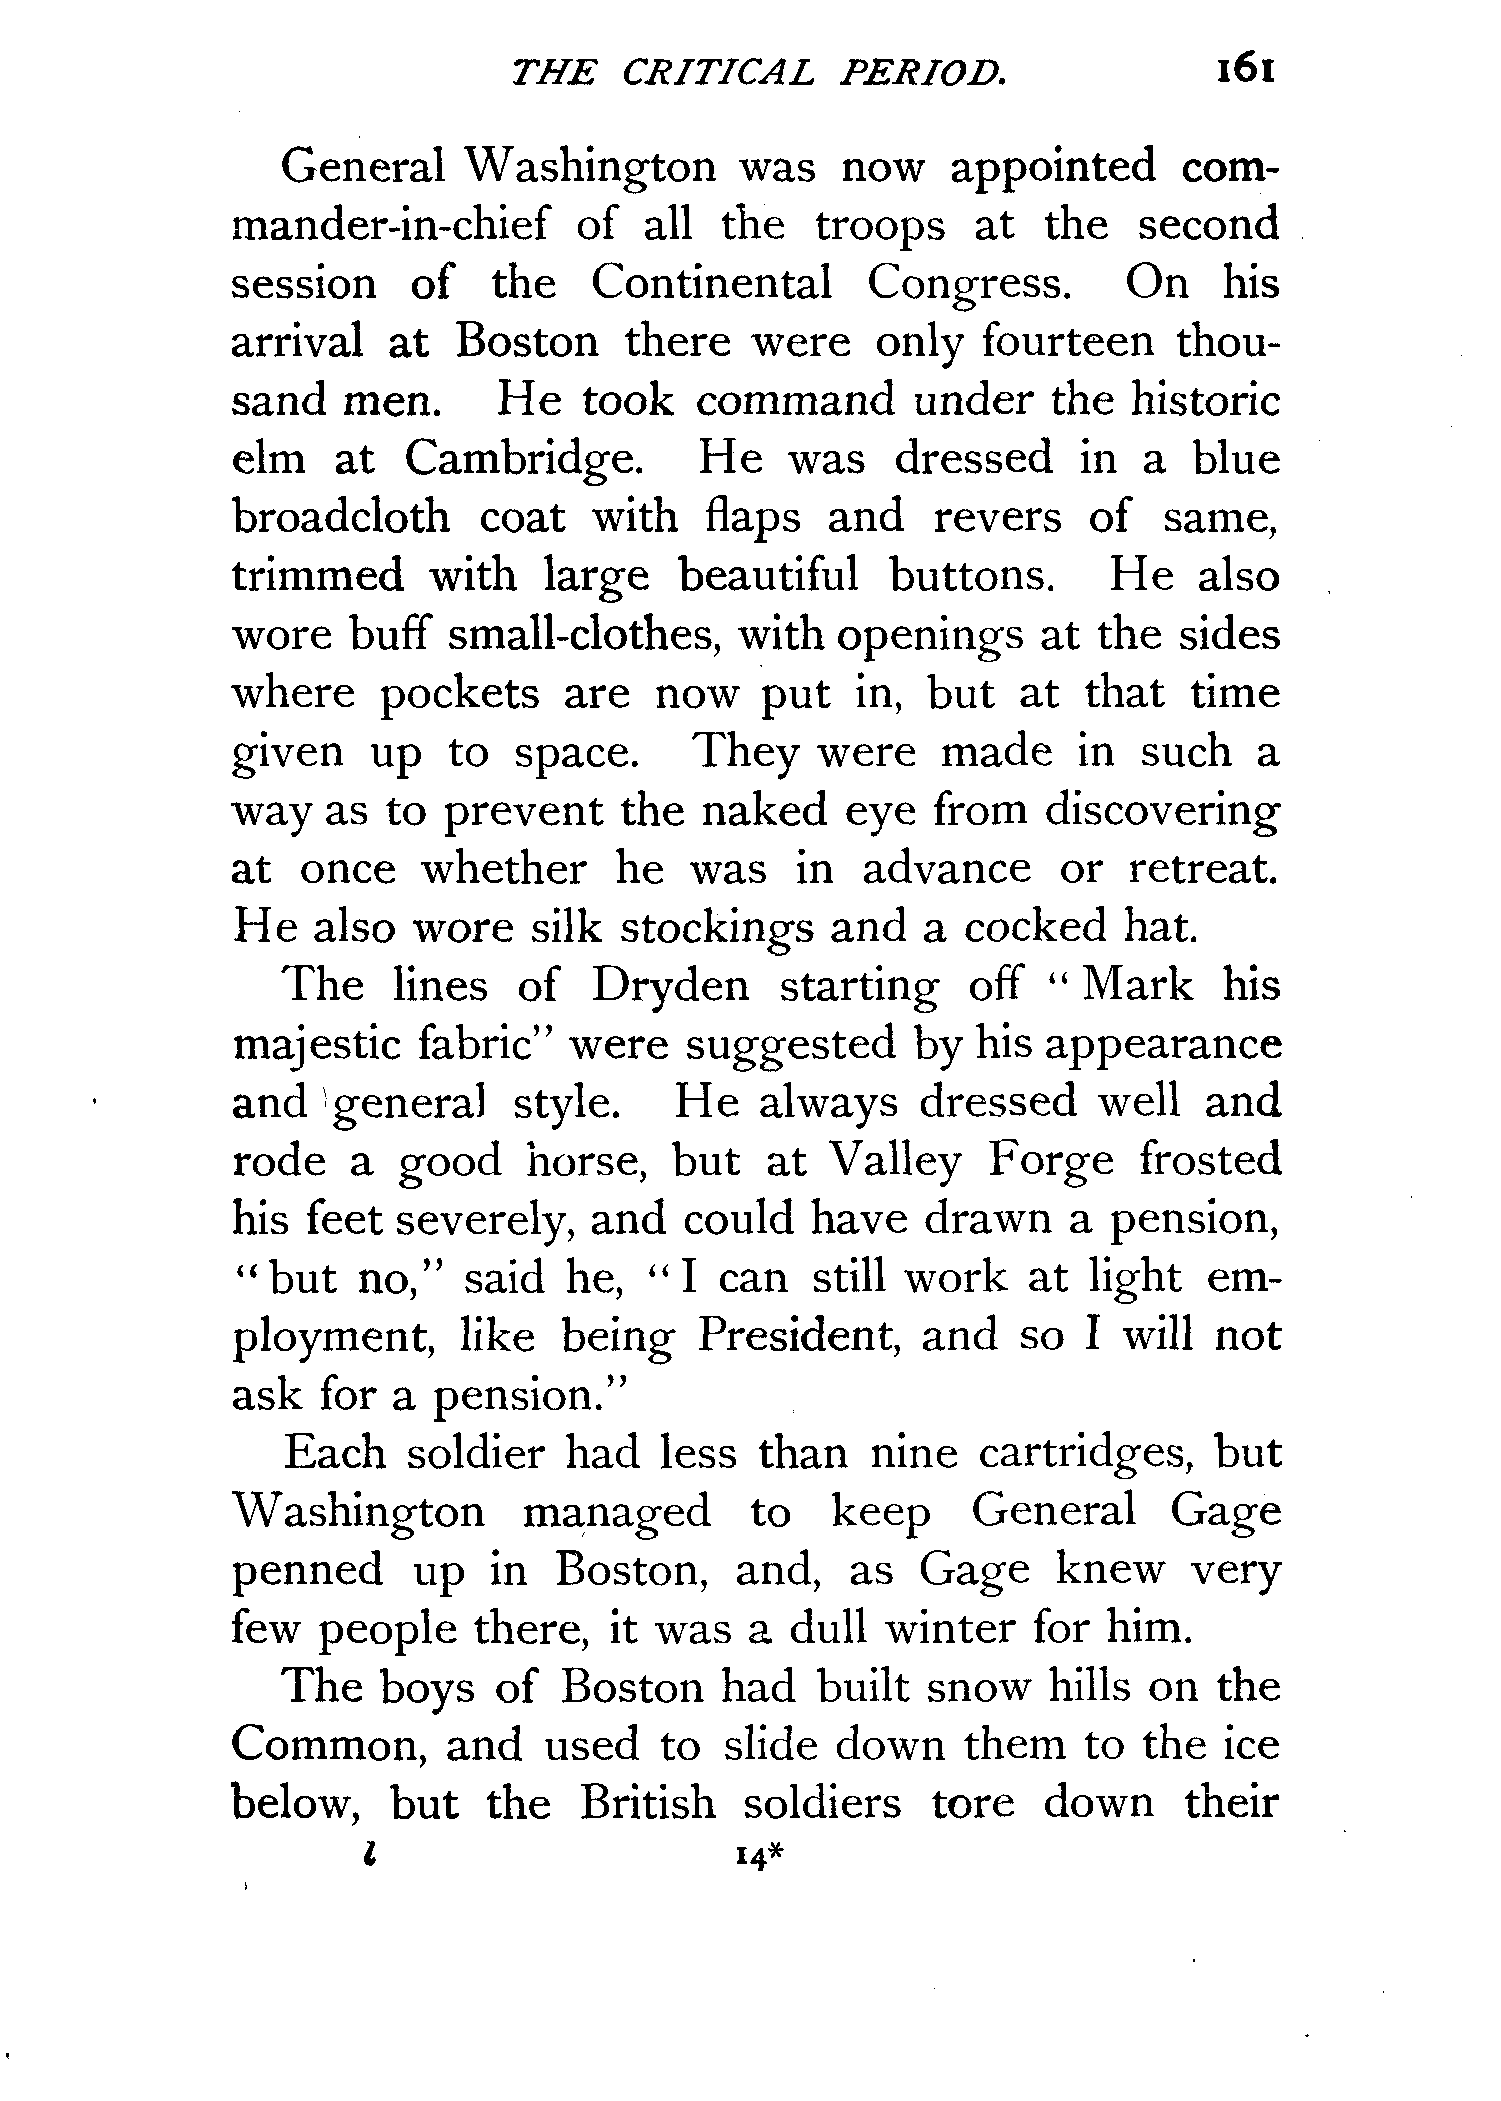 THE CRITICAL PERIOD. 161
General Washington was now appointed com-
mander-in-chief of all the troops at the second
session of the Continental Congress. On his
arrival at Boston there were only fourteen thou-
sand men. He took command under the historic
elm at Cambridge. He was dressed in a blue
broadcloth coat with flaps and revers of same,
trimmed with large beautiful buttons. He also
wore buff small-clothes, with openings at the sides
where pockets are now put in, but at that time
given up to space. They were made in such a
way as to prevent the naked eye from discovering
at once whether he was in advance or retreat.
He also wore silk stockings and a cocked hat.
The lines of Dryden starting off “Mark his
majestic fabric” were suggested by his appearance
and general style. He always dressed well and
rode a good horse, but at Valley Forge frosted
his feet severely, and could have drawn a pension,
“but no,” said he, “I can still work at light em-
ployment, like being President, and so I will not
ask for a pension.”
Each soldier had less than nine cartridges, but
Washington managed to keep General Gage
penned up in Boston, and, as Gage knew very
few people there, it was a dull winter for him.
The boys of Boston had built snow hills on the
Common, and used to slide down them to the ice
below, but the British soldiers tore down their
l 14*